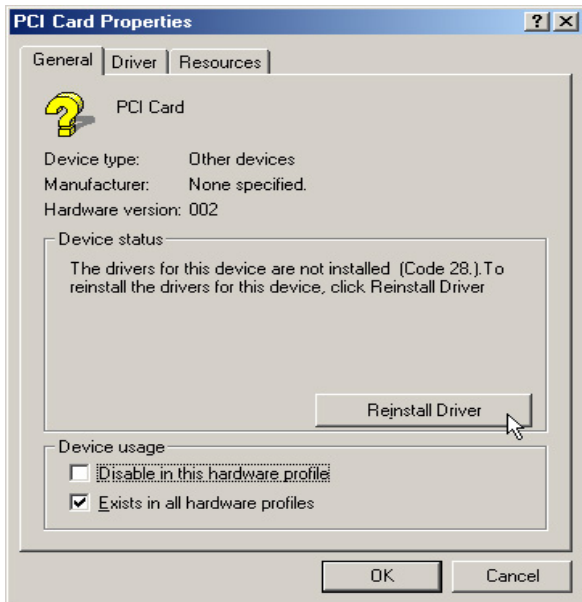 PCI Card Properties
General Driver Resources
PCI Card
Device type: Other devices
Manufacturer: None specified.
Hardware version: 002
Device status
The drivers for this device are not installed (Code 28.).To
reinstall the drivers for this device, click Reinstall Driver
Reinstall Driver
Device usage
Disable in this hardware profile
Exists in all hardware profiles
OK Cancel